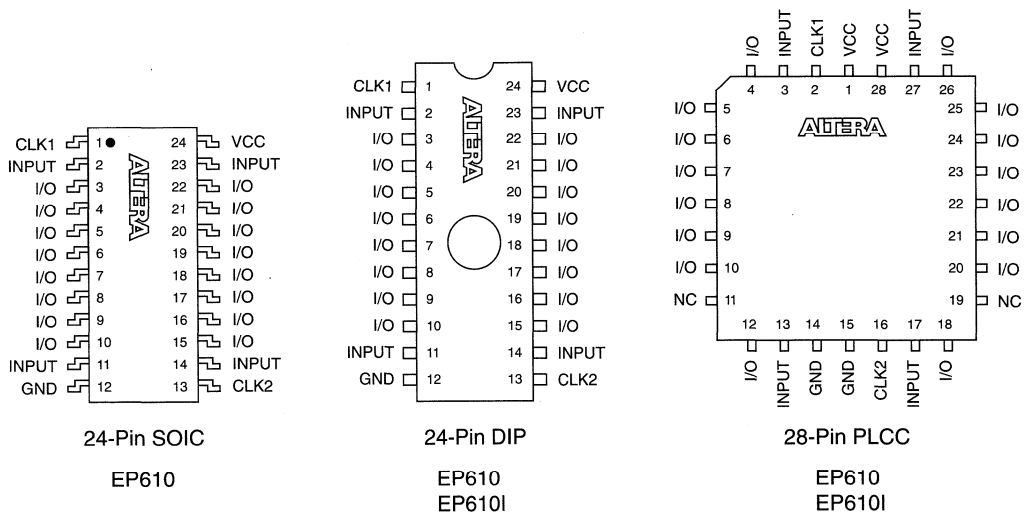 CLK1 1 24 VCC
INPUT 2 23 INPUT
I/O 3 22 I/O
I/O 4 21 I/O
I/O 5 20 I/O
I/O 6 19 I/O
I/O 7 18 I/O
I/O 8 17 I/O
I/O 9 16 I/O
I/O 10 15 I/O
INPUT 11 14 INPUT
GND 12 13 CLK2
ALTERA
24-Pin SOIC
EP610
CLK1 1 24 VCC
INPUT 2 23 INPUT
I/O 3 22 I/O
I/O 4 21 I/O
I/O 5 20 I/O
I/O 6 19 I/O
I/O 7 18 I/O
I/O 8 17 I/O
I/O 9 16 I/O
I/O 10 15 I/O
INPUT 11 14 INPUT
GND 12 13 CLK2
ALTERA
24-Pin DIP
EP610
EP610I
I/O INPUT CLK1 VCC VCC INPUT I/O
4 3 2 1 28 27 26
ALTERA
I/O 5 25 I/O
I/O 6 24 I/O
I/O 7 23 I/O
I/O 8 22 I/O
I/O 9 21 I/O
I/O 10 20 I/O
NC 11 19 NC
12 13 14 15 16 17 18
I/O INPUT GND GND CLK2 INPUT I/O
28-Pin PLCC
EP610
EP610I